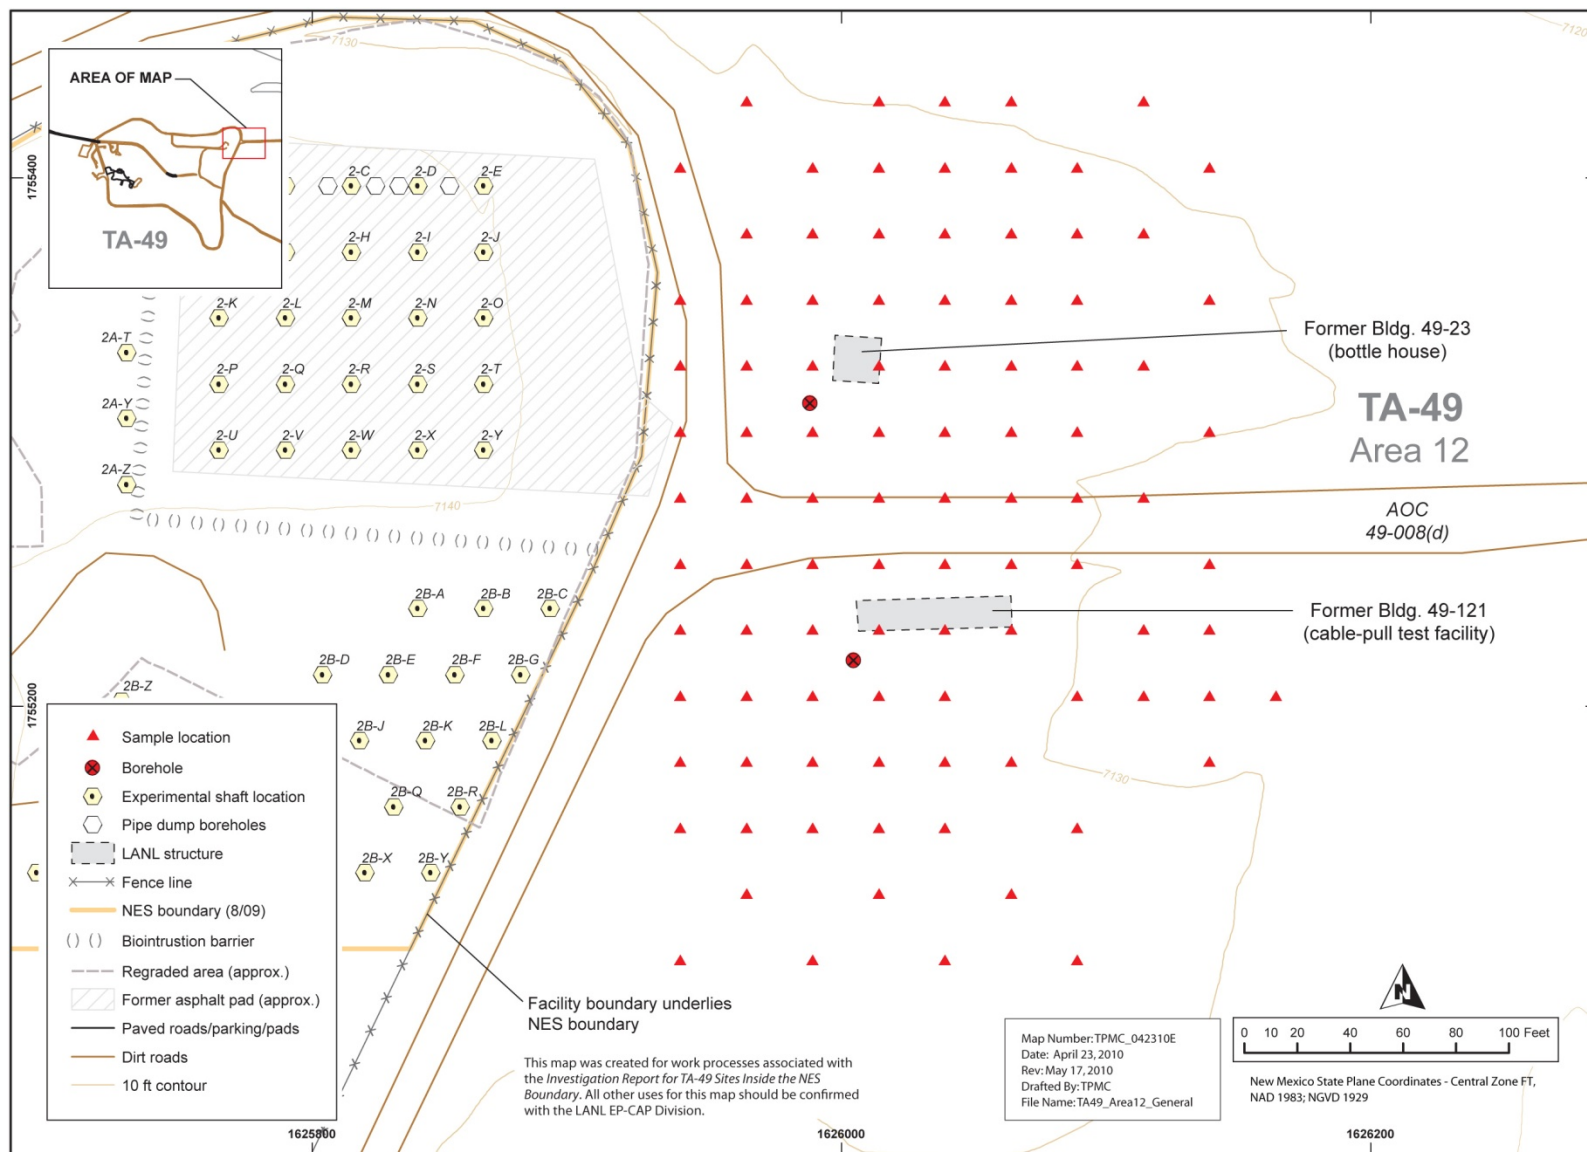 7130
7120
AREA OF MAP
TA-49
1755400
2-C
2-D
2-E
2-H
2-I
2-J
2-K
2-L
2-M
2-N
2-O
2A-T
2-P
2-Q
2-R
2-S
2-T
2A-Y
2-U
2-V
2-W
2-X
2-Y
2A-Z
7140
Former Bldg. 49-23
(bottle house)
TA-49
Area 12
AOC
49-008(d)
2B-A
2B-B
2B-C
Former Bldg. 49-121
(cable-pull test facility)
2B-D
2B-E
2B-F
2B-G
2B-Z
1755200
2B-J
2B-K
2B-L
7130
2B-Q
2B-R
2B-X
2B-Y
Sample location
Borehole
Experimental shaft location
Pipe dump boreholes
LANL structure
Fence line
NES boundary (8/09)
Biointrusion barrier
Regraded area (approx.)
Former asphalt pad (approx.)
Paved roads/parking/pads
Dirt roads
10 ft contour
Facility boundary underlies
NES boundary
This map was created for work processes associated with
the Investigation Report for TA-49 Sites Inside the NES
Boundary. All other uses for this map should be confirmed
with the LANL EP-CAP Division.
Map Number: TPMC_042310E
Date: April 23, 2010
Rev: May 17, 2010
Drafted By: TPMC
File Name: TA49_Area12_General
N
0 10 20 40 60 80 100 Feet
New Mexico State Plane Coordinates - Central Zone FT,
NAD 1983; NGVD 1929
1625800
1626000
1626200